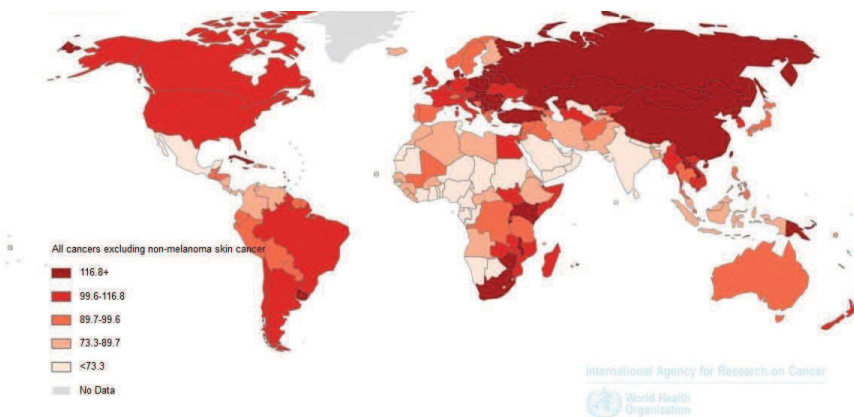 All cancers excluding non-melanoma skin cancer
116.8+
99.6-116.8
89.7-99.6
73.3-89.7
<73.3
No Data
International Agency for Research on Cancer
World Health
Organization